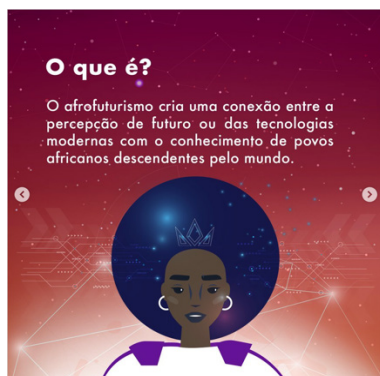 O que é?
O afrofuturismo cria uma conexão entre a
percepção de futuro ou das tecnologias
modernas com o conhecimento de povos
africanos descendentes pelo mundo.